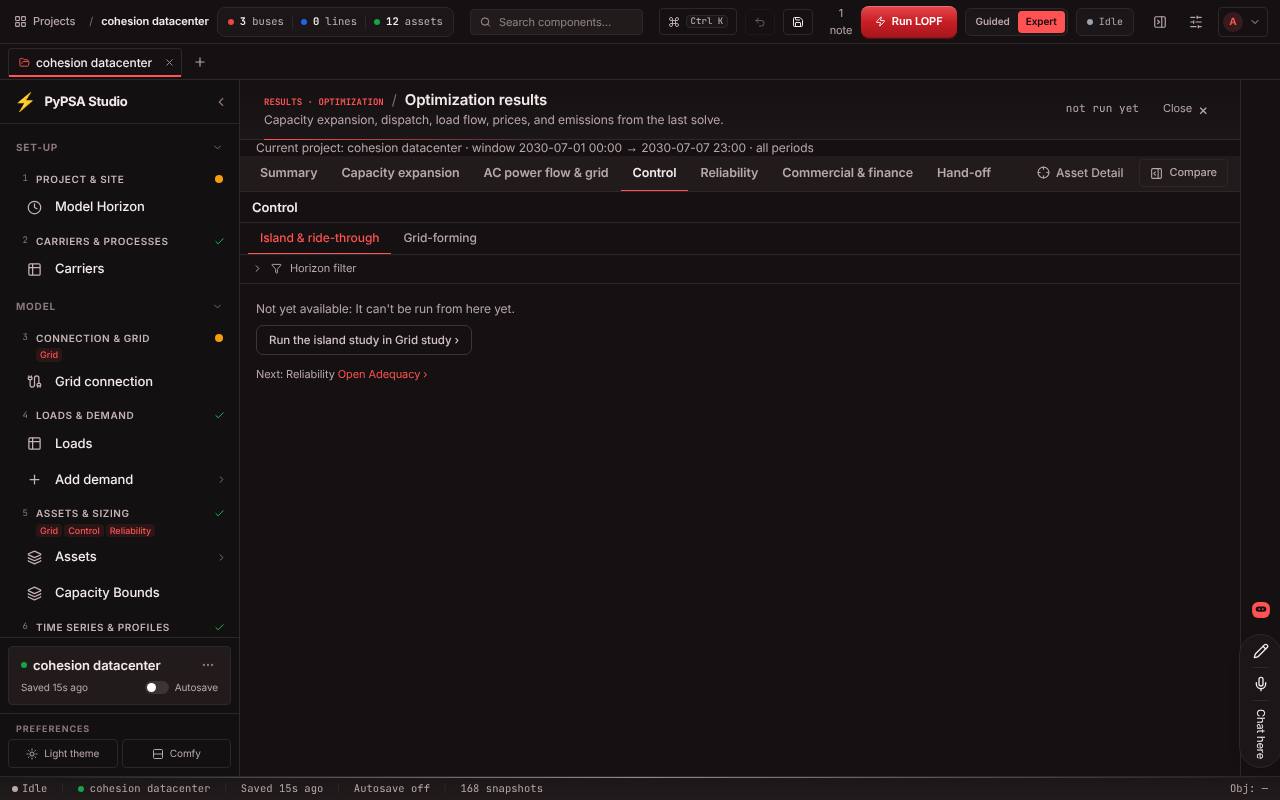 Projects / cohesion datacenter
3 buses
0 lines
12 assets
Search components...
Ctrl K
1 note
Run LOPF
Guided
Expert
Idle
A
cohesion datacenter
PyPSA Studio
SET-UP
1 PROJECT & SITE
Model Horizon
2 CARRIERS & PROCESSES
Carriers
MODEL
3 CONNECTION & GRID
Grid
Grid connection
4 LOADS & DEMAND
Loads
Add demand
5 ASSETS & SIZING
Grid Control Reliability
Assets
Capacity Bounds
6 TIME SERIES & PROFILES
cohesion datacenter
Saved 15s ago
Autosave
PREFERENCES
Light theme
Comfy
RESULTS · OPTIMIZATION / Optimization results
Capacity expansion, dispatch, load flow, prices, and emissions from the last solve.
not run yet
Close ×
Current project: cohesion datacenter · window 2030-07-01 00:00 → 2030-07-07 23:00 · all periods
Summary
Capacity expansion
AC power flow & grid
Control
Reliability
Commercial & finance
Hand-off
Asset Detail
Compare
Control
Island & ride-through
Grid-forming
Horizon filter
Not yet available: It can't be run from here yet.
Run the island study in Grid study ›
Next: Reliability Open Adequacy ›
Chat here
Idle
cohesion datacenter
Saved 15s ago
Autosave off
168 snapshots
Obj: —